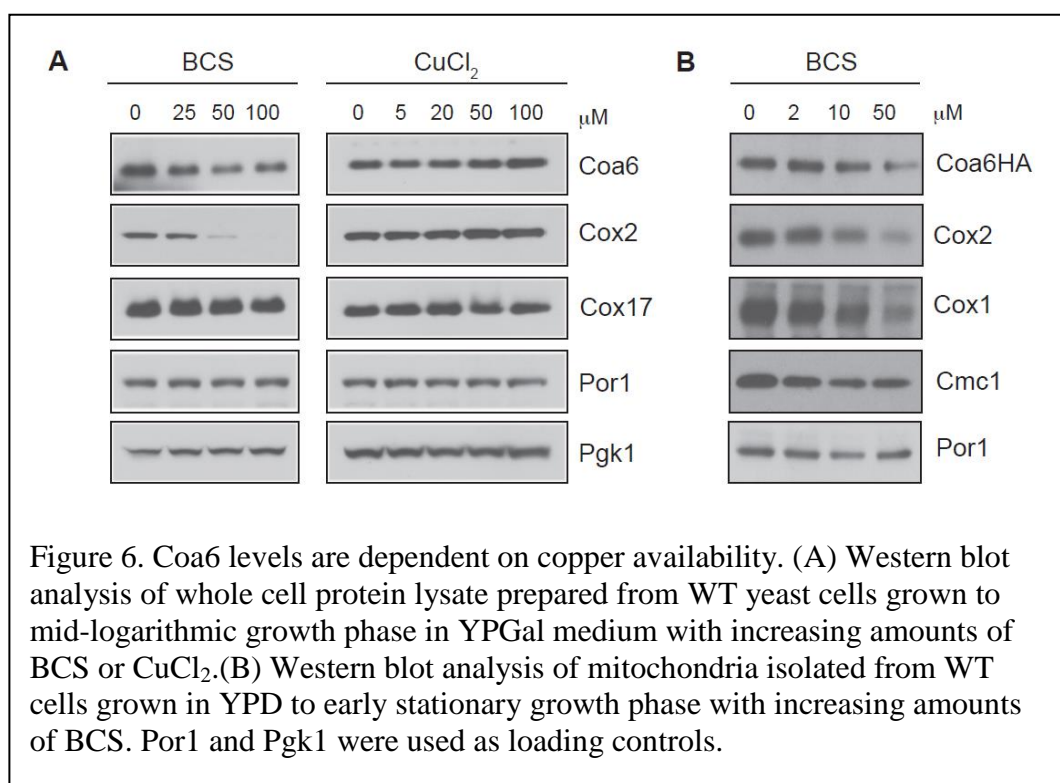 A BCS CuCl₂ B BCS
0 25 50 100 0 5 20 50 100 μM 0 2 10 50
Coa6 Coa6HA
Cox2 Cox2
Cox17 Cox1
Por1 Cmc1
Pgk1 Por1
Figure 6. Coa6 levels are dependent on copper availability. (A) Western blot
analysis of whole cell protein lysate prepared from WT yeast cells grown to
mid-logarithmic growth phase in YPGal medium with increasing amounts of
BCS or CuCl₂.(B) Western blot analysis of mitochondria isolated from WT
cells grown in YPD to early stationary growth phase with increasing amounts
of BCS. Por1 and Pgk1 were used as loading controls.